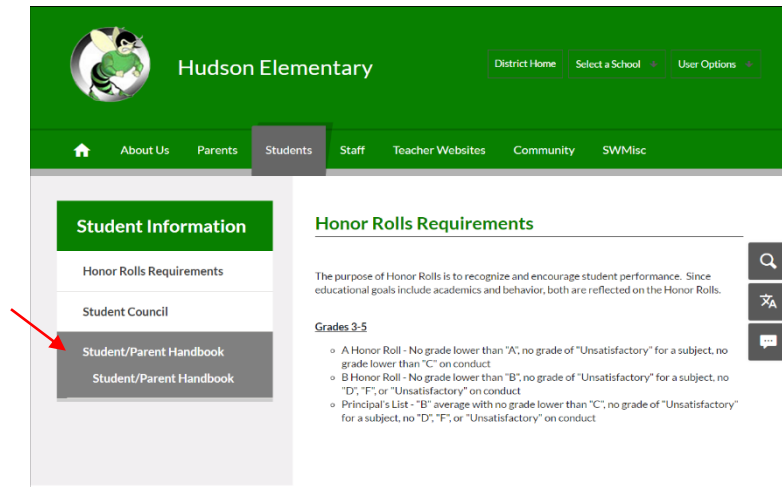 Hudson Elementary
District Home
Select a School
User Options
About Us
Parents
Students
Staff
Teacher Websites
Community
SWMisc
Student Information
Honor Rolls Requirements
Student Council
Student/Parent Handbook
Student/Parent Handbook
Honor Rolls Requirements
The purpose of Honor Rolls is to recognize and encourage student performance.  Since
educational goals include academics and behavior, both are reflected on the Honor Rolls.
Grades 3-5
A Honor Roll - No grade lower than "A", no grade of "Unsatisfactory" for a subject, no
grade lower than "C" on conduct
B Honor Roll - No grade lower than "B", no grade of "Unsatisfactory" for a subject, no
"D", "F", or "Unsatisfactory" on conduct
Principal's List - "B" average with no grade lower than "C", no grade of "Unsatisfactory"
for a subject, no "D", "F", or "Unsatisfactory" on conduct